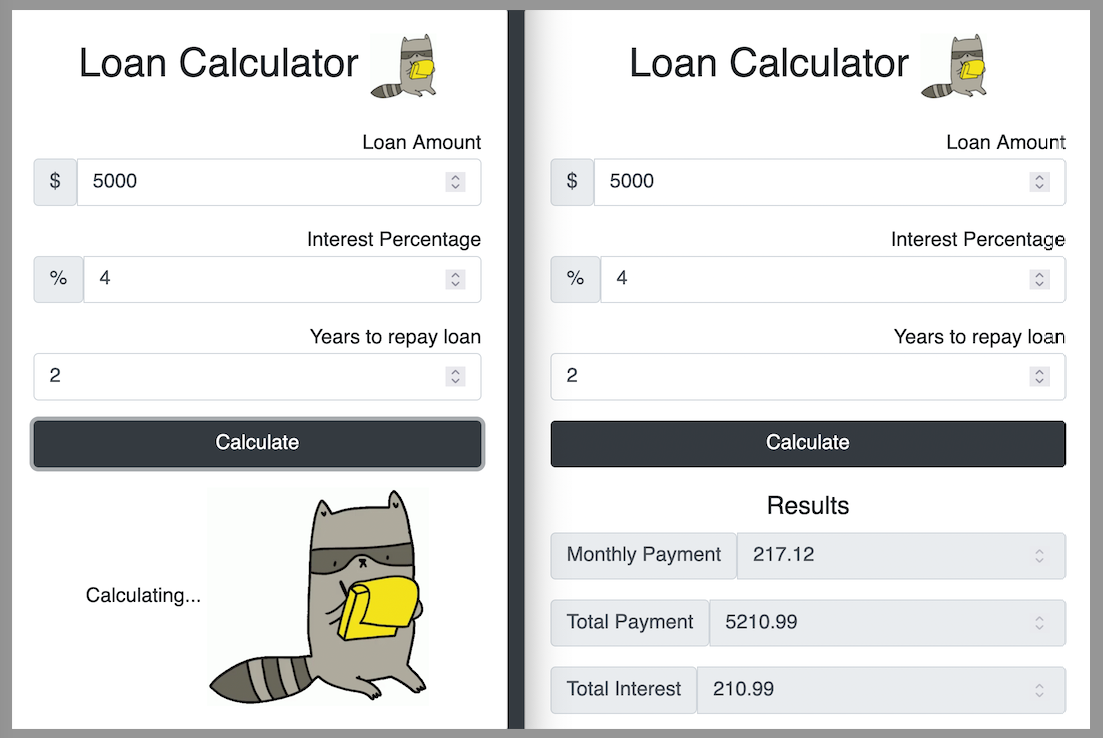 Loan Calculator
Loan Amount
$ 5000
Interest Percentage
% 4
Years to repay loan
2
Calculate
Calculating...
Loan Calculator
Loan Amount
$ 5000
Interest Percentage
% 4
Years to repay loan
2
Calculate
Results
Monthly Payment 217.12
Total Payment 5210.99
Total Interest 210.99